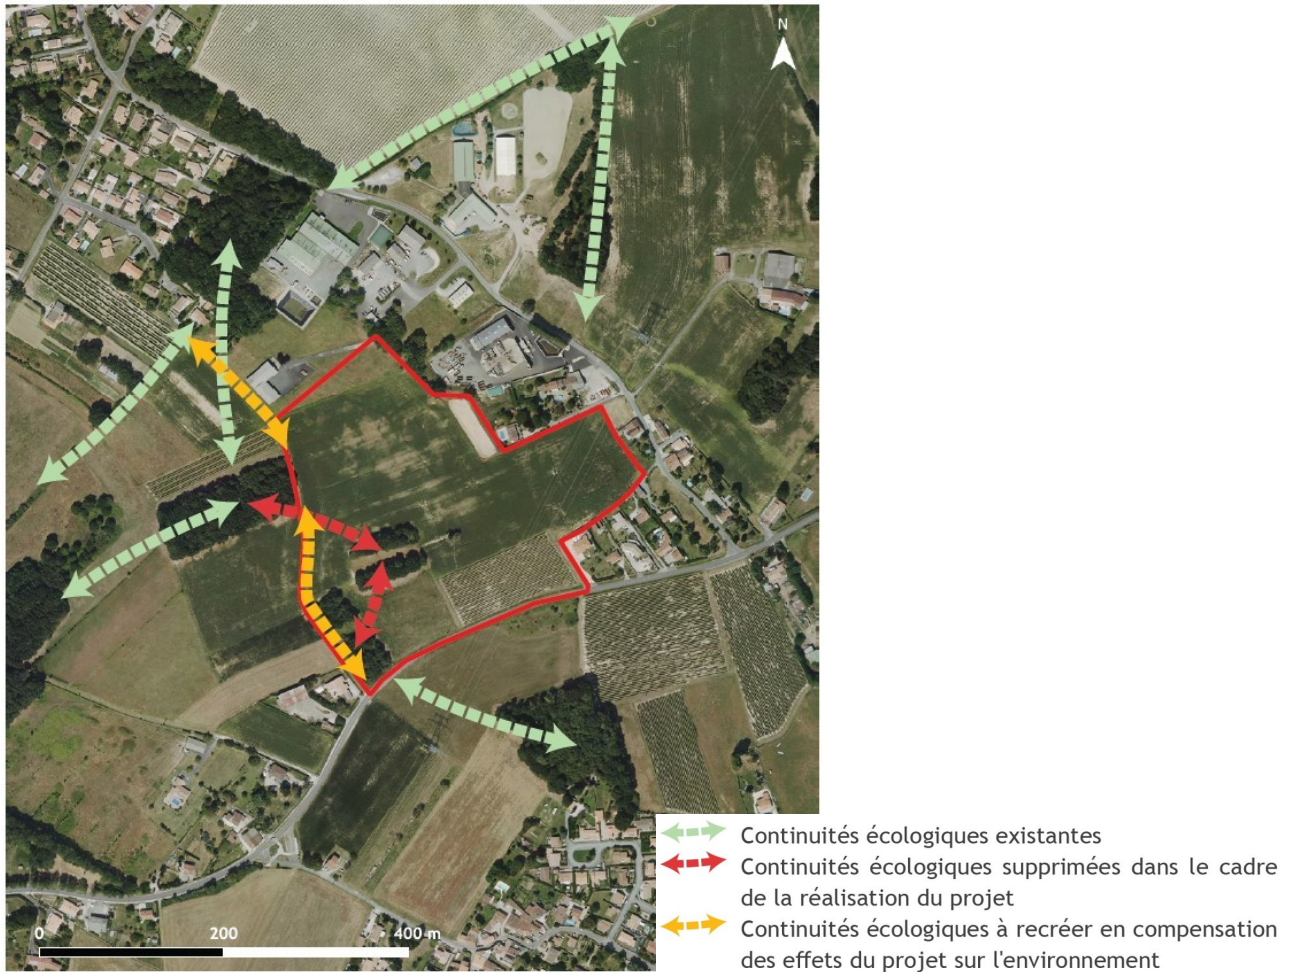 N
Continuités écologiques existantes
Continuités écologiques supprimées dans le cadre
de la réalisation du projet
Continuités écologiques à recréer en compensation
des effets du projet sur l'environnement
0 200 400 m